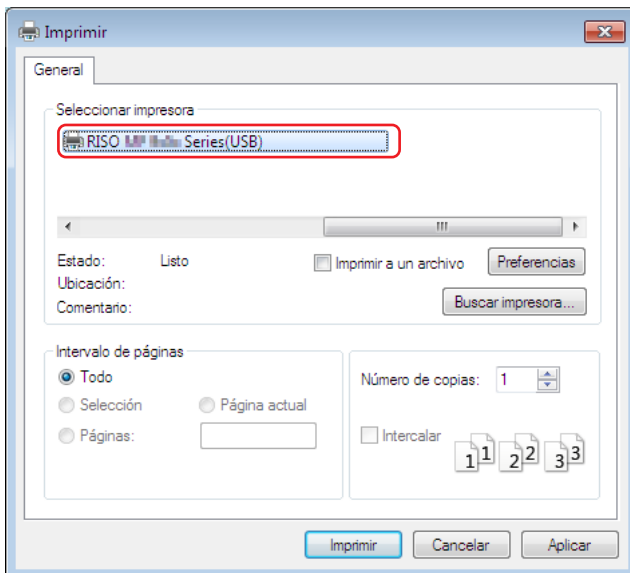 Imprimir
General
Seleccionar impresora
RISO Series(USB)
Estado: Listo
Imprimir a un archivo
Preferencias
Ubicación:
Comentario:
Buscar impresora...
Intervalo de páginas
Todo
Selección
Página actual
Páginas:
Número de copias: 1
Intercalar
1 1 2 2 3 3
Imprimir
Cancelar
Aplicar